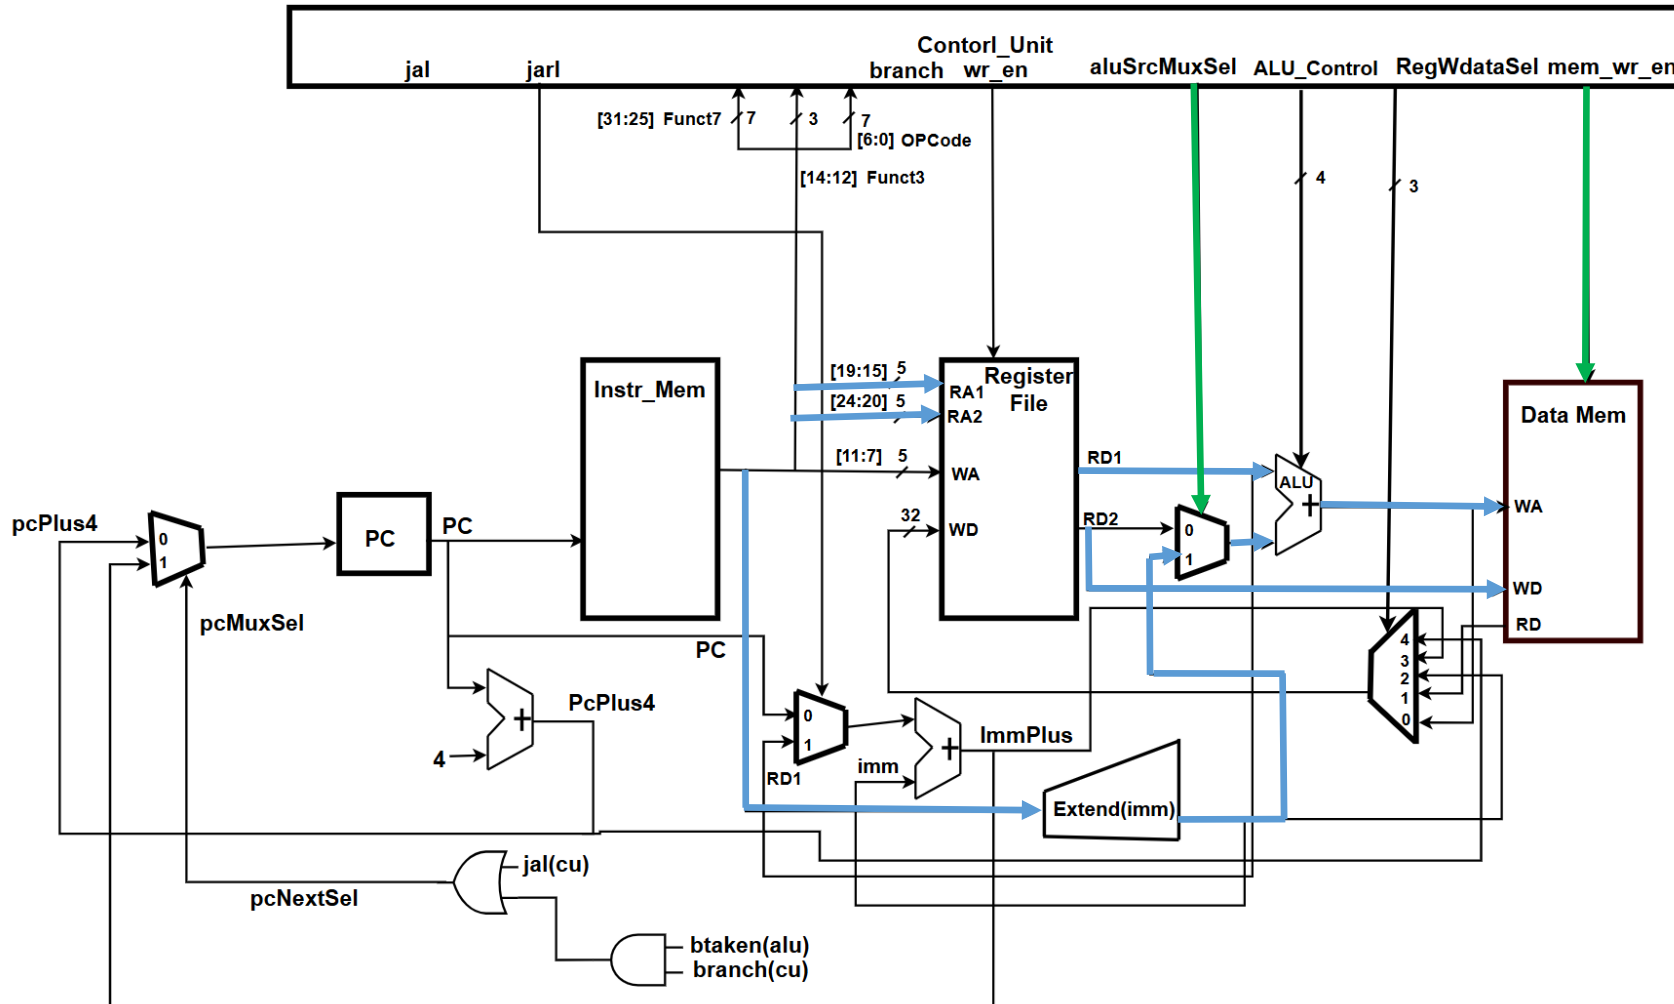 Contorl_Unit
jal
jarl
branch
wr_en
aluSrcMuxSel
ALU_Control
RegWdataSel
mem_wr_en
[31:25] Funct7
7
3
7
[6:0] OPCode
[14:12] Funct3
4
3
[19:15]
5
[24:20]
5
[11:7]
5
32
Instr_Mem
Register
File
RA1
RA2
WA
WD
RD1
RD2
0
1
ALU
+
Data Mem
WA
WD
RD
4
3
2
1
0
pcPlus4
0
1
pcMuxSel
PC
PC
PC
PcPlus4
+
4
0
1
RD1
imm
+
ImmPlus
Extend(imm)
jal(cu)
pcNextSel
btaken(alu)
branch(cu)